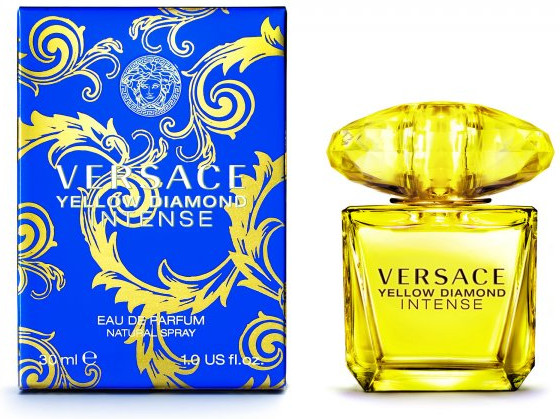 VERSACE
YELLOW DIAMOND
INTENSE
EAU DE PARFUM
NATURAL SPRAY
30 ml ℮ 1.0 US fl.oz.
VERSACE
YELLOW DIAMOND
INTENSE